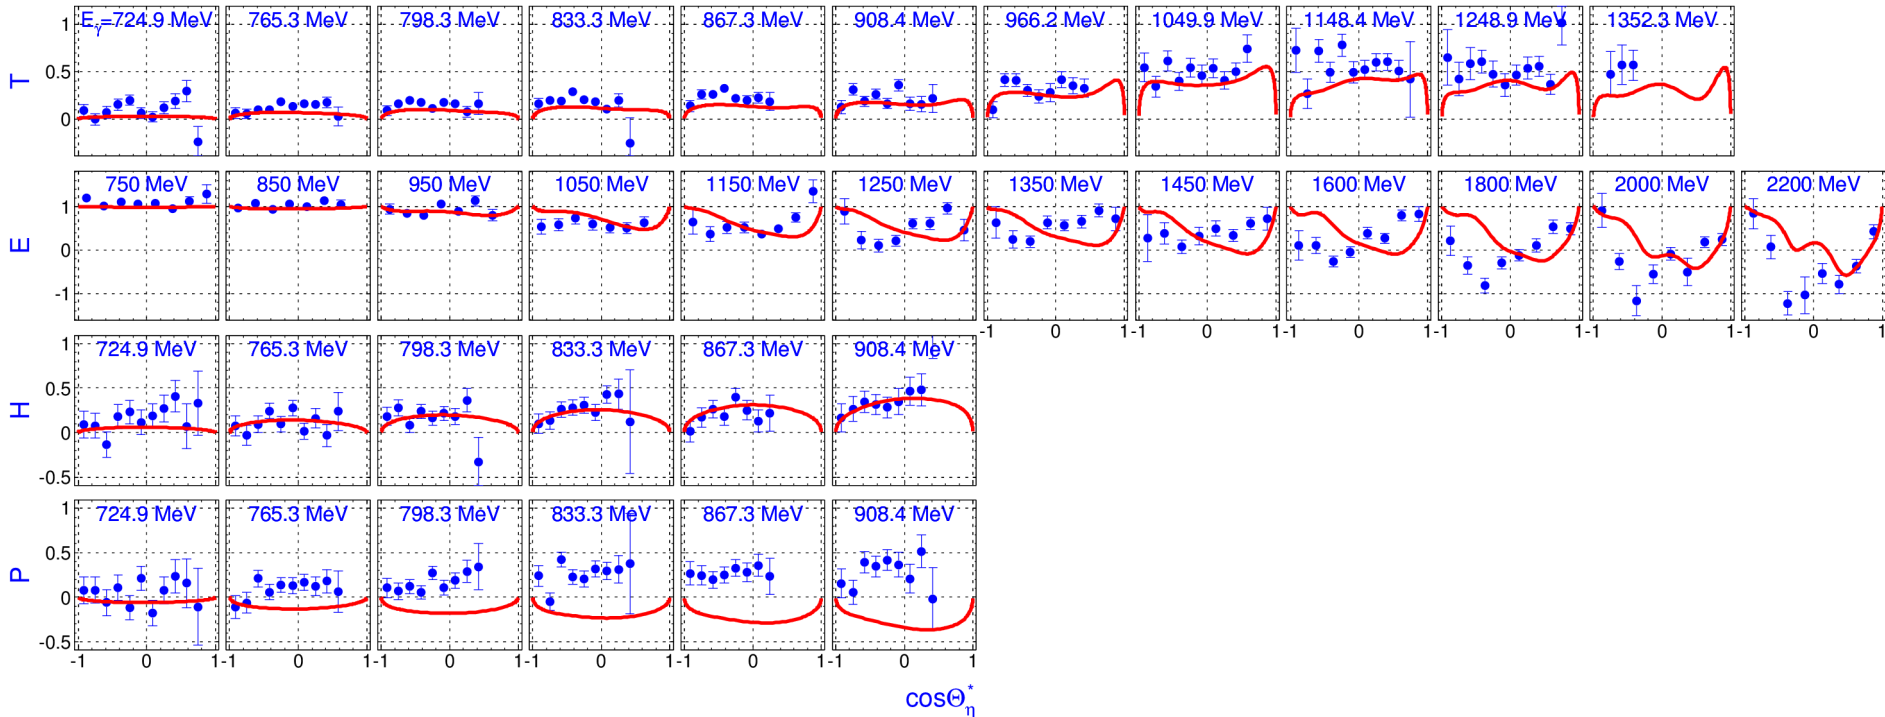 T
E_γ=724.9 MeV 765.3 MeV 798.3 MeV 833.3 MeV 867.3 MeV 908.4 MeV 966.2 MeV 1049.9 MeV 1148.4 MeV 1248.9 MeV 1352.3 MeV
1
0.5
0
E
750 MeV 850 MeV 950 MeV 1050 MeV 1150 MeV 1250 MeV 1350 MeV 1450 MeV 1600 MeV 1800 MeV 2000 MeV 2200 MeV
1
0
-1
-1 0 1 -1 0 1 -1 0 1 -1 0 1 -1 0 1 -1 0 1
H
724.9 MeV 765.3 MeV 798.3 MeV 833.3 MeV 867.3 MeV 908.4 MeV
1
0.5
0
-0.5
P
724.9 MeV 765.3 MeV 798.3 MeV 833.3 MeV 867.3 MeV 908.4 MeV
1
0.5
0
-0.5
-1 0 1 -1 0 1 -1 0 1 -1 0 1 -1 0 1 -1 0 1
cosΘ*_η